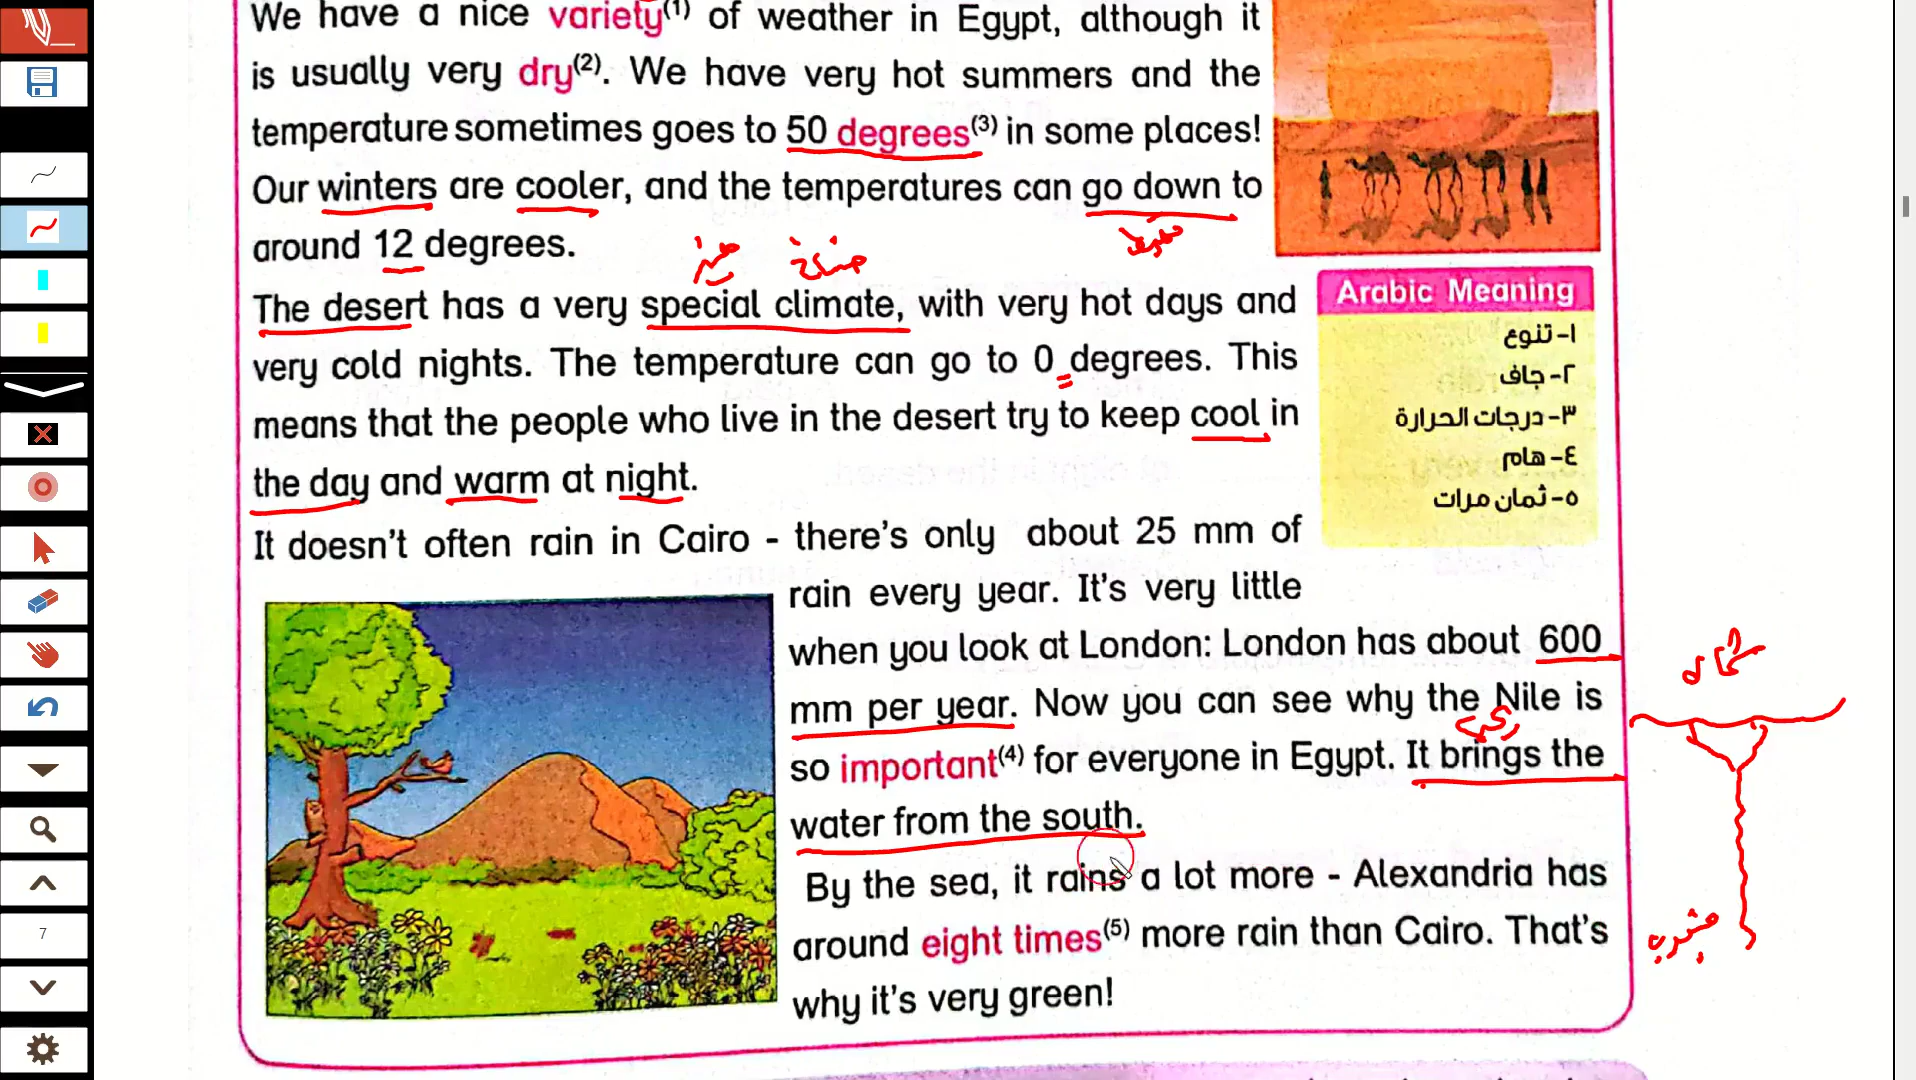 We have a nice variety(1) of weather in Egypt, although it
is usually very dry(2). We have very hot summers and the
temperature sometimes goes to 50 degrees(3) in some places!
Our winters are cooler, and the temperatures can go down to
around 12 degrees.
The desert has a very special climate, with very hot days and
very cold nights. The temperature can go to 0 degrees. This
means that the people who live in the desert try to keep cool in
the day and warm at night.
It doesn't often rain in Cairo - there's only about 25 mm of
rain every year. It's very little
when you look at London: London has about 600
mm per year. Now you can see why the Nile is
so important(4) for everyone in Egypt. It brings the
water from the south.
By the sea, it rains a lot more - Alexandria has
around eight times(5) more rain than Cairo. That's
why it's very green!
Arabic Meaning
١- تنوع
٢- جاف
٣- درجات الحرارة
٤- هام
٥- ثمان مرات
7